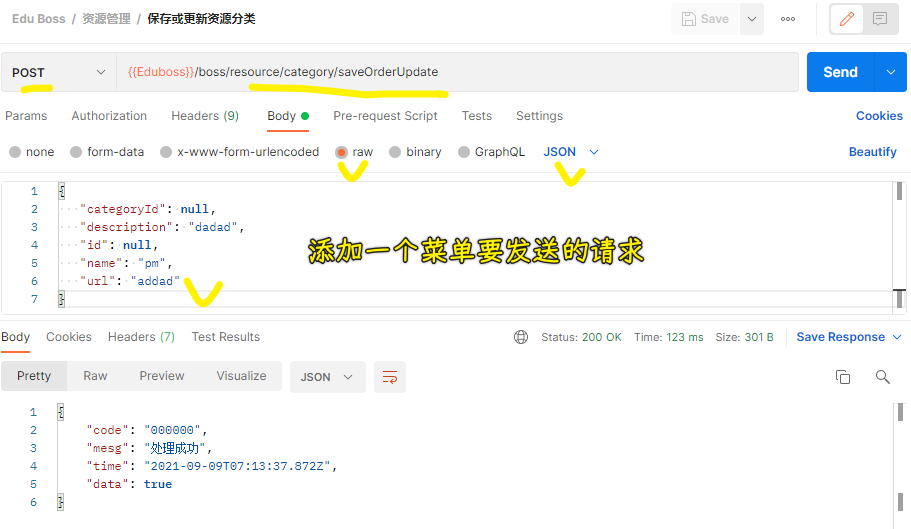 Edu Boss / 资源管理 / 保存或更新资源分类
Save
POST
{{Eduboss}}/boss/resource/category/saveOrderUpdate
Send
Params Authorization Headers (9) Body Pre-request Script Tests Settings Cookies
none form-data x-www-form-urlencoded raw binary GraphQL JSON Beautify
1 {
2 "categoryId": null,
3 "description": "dadad",
4 "id": null,
5 "name": "pm",
6 "url": "addad"
7 }
添加一个菜单要发送的请求
Body Cookies Headers (7) Test Results Status: 200 OK Time: 123 ms Size: 301 B Save Response
Pretty Raw Preview Visualize JSON
1 {
2 "code": "000000",
3 "mesg": "处理成功",
4 "time": "2021-09-09T07:13:37.872Z",
5 "data": true
6 }